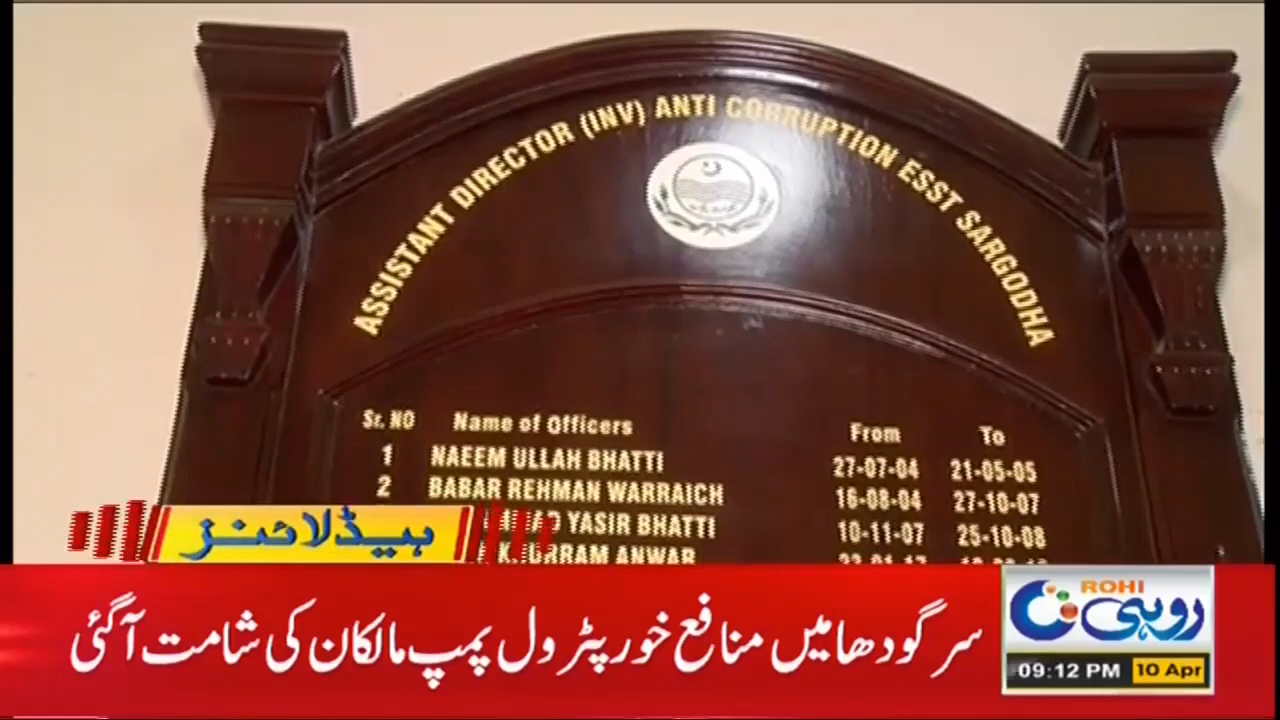 ASSISTANT DIRECTOR (INV) ANTI CORRUPTION ESST SARGODHA
Sr. NO Name of Officers From To
1 NAEEM ULLAH BHATTI 27-07-04 21-05-05
2 BABAR REHMAN WARRAICH 16-08-04 27-10-07
YASIR BHATTI 10-11-07 25-10-08
ANWAR
ہیڈلائنز
سرگودھا میں منافع خور پٹرول پمپ مالکان کی شامت آگئی
ROHI
روہی
09:12 PM 10 Apr